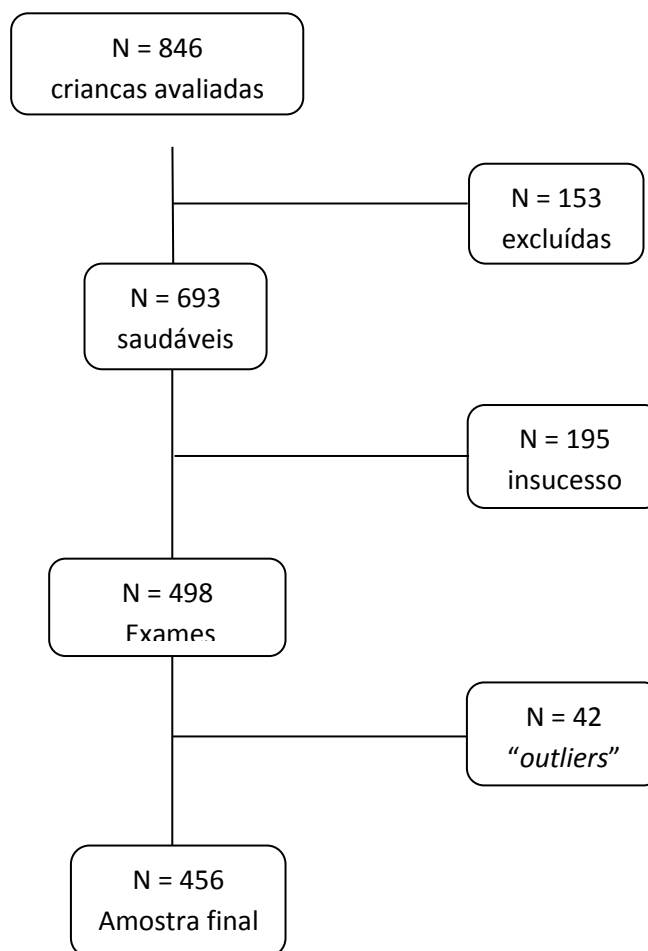 N = 846
criancas avaliadas
N = 153
excluídas
N = 693
saudáveis
N = 195
insucesso
N = 498
Exames
N = 42
“outliers”
N = 456
Amostra final